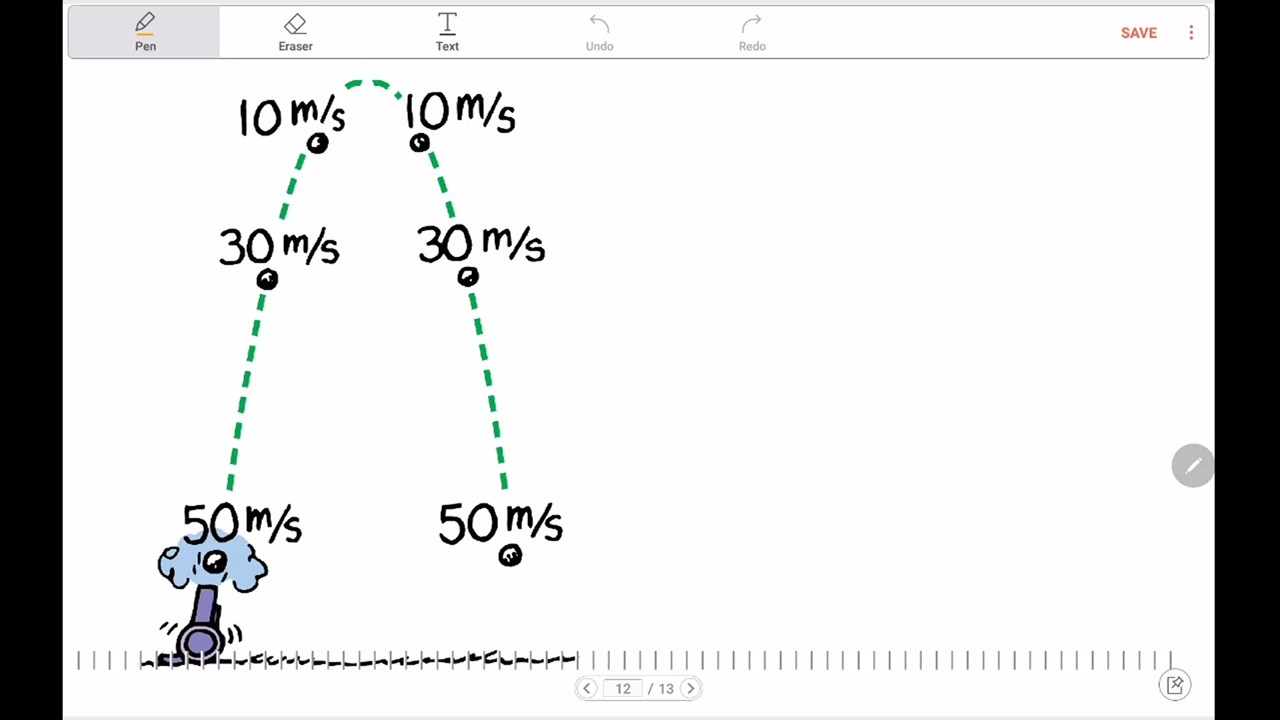 Pen Eraser Text Undo Redo SAVE
10 m/s 10 m/s
30 m/s 30 m/s
50 m/s 50 m/s
12 / 13